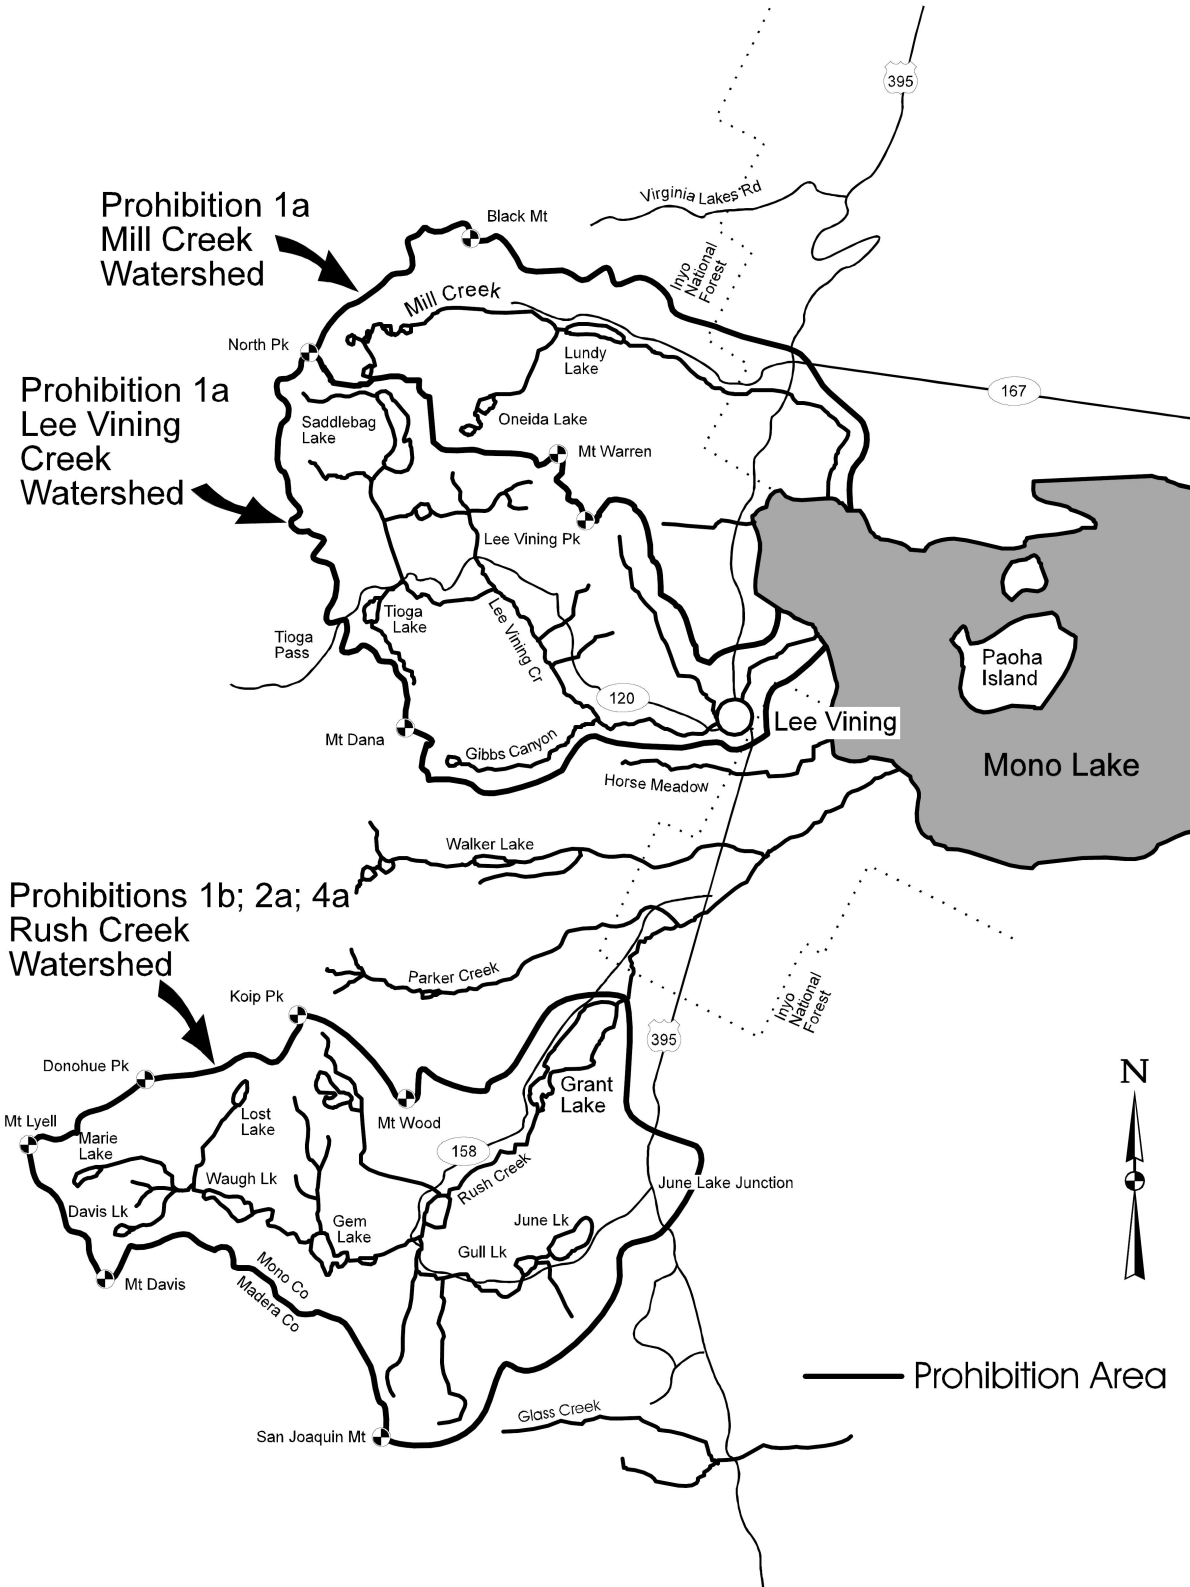 395
Virginia Lakes Rd
Prohibition 1a
Mill Creek
Watershed
Black Mt
Inyo
National
Forest
Mill Creek
North Pk
Lundy
Lake
167
Prohibition 1a
Lee Vining
Creek
Watershed
Saddlebag
Lake
Oneida Lake
Mt Warren
Lee Vining Pk
Tioga
Lake
Lee Vining Cr
Tioga
Pass
Paoha
Island
120
Lee Vining
Mt Dana
Gibbs Canyon
Mono Lake
Horse Meadow
Walker Lake
Prohibitions 1b; 2a; 4a
Rush Creek
Watershed
Parker Creek
Koip Pk
Inyo
National
Forest
395
Donohue Pk
N
Grant
Lake
Mt Lyell
Lost
Lake
Mt Wood
Marie
Lake
158
Rush Creek
Waugh Lk
June Lake Junction
Davis Lk
Gem
Lake
June Lk
Gull Lk
Mt Davis
Mono Co
Madera Co
Prohibition Area
Glass Creek
San Joaquin Mt